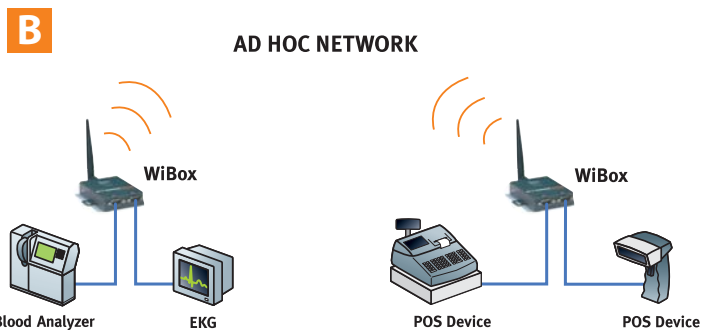 B
AD HOC NETWORK
WiBox
WiBox
Blood Analyzer
EKG
POS Device
POS Device